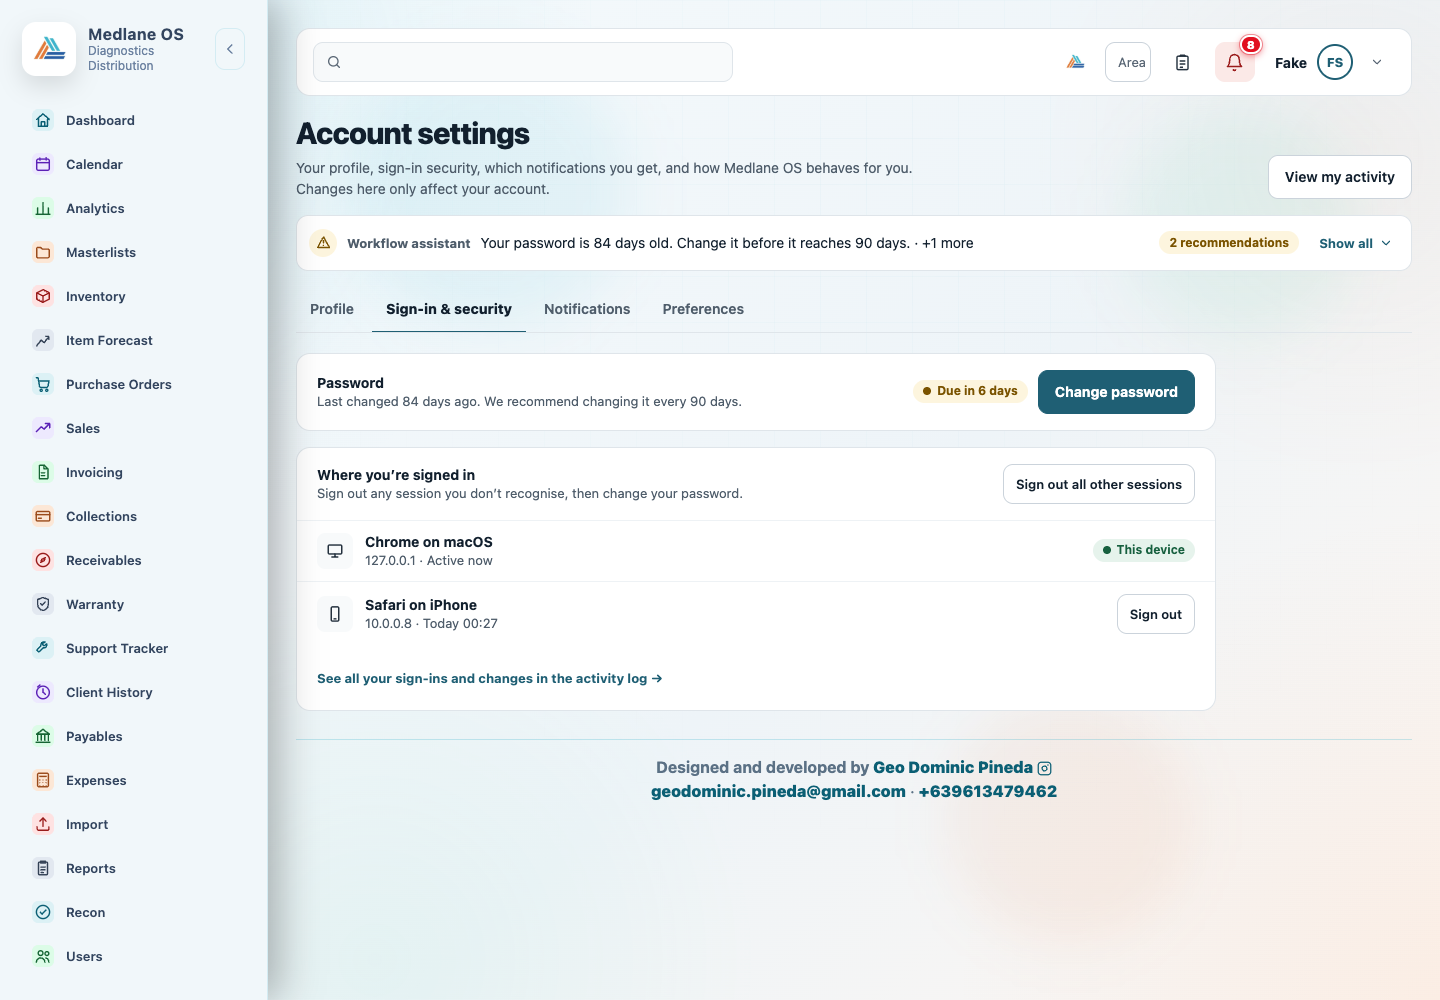 Medlane OS
Diagnostics
Distribution
Dashboard
Calendar
Analytics
Masterlists
Inventory
Item Forecast
Purchase Orders
Sales
Invoicing
Collections
Receivables
Warranty
Support Tracker
Client History
Payables
Expenses
Import
Reports
Recon
Users
Area
8
Fake
FS
Account settings
Your profile, sign-in security, which notifications you get, and how Medlane OS behaves for you.
Changes here only affect your account.
View my activity
Workflow assistant Your password is 84 days old. Change it before it reaches 90 days. · +1 more
2 recommendations
Show all
Profile
Sign-in & security
Notifications
Preferences
Password
Last changed 84 days ago. We recommend changing it every 90 days.
Due in 6 days
Change password
Where you’re signed in
Sign out any session you don’t recognise, then change your password.
Sign out all other sessions
Chrome on macOS
127.0.0.1 · Active now
This device
Safari on iPhone
10.0.0.8 · Today 00:27
Sign out
See all your sign-ins and changes in the activity log →
Designed and developed by Geo Dominic Pineda
geodominic.pineda@gmail.com · +639613479462